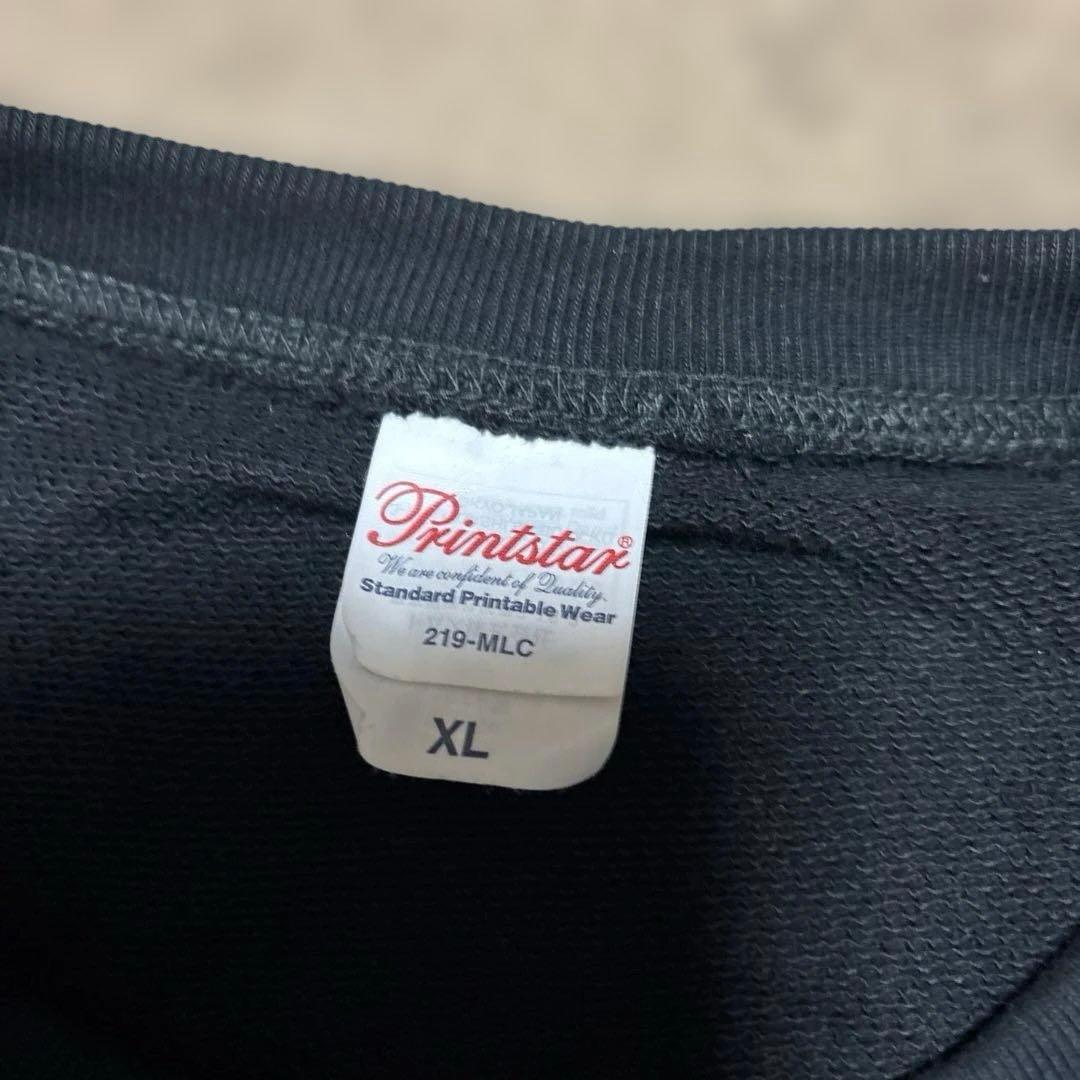 Printstar®
We are confident of Quality.
Standard Printable Wear
219-MLC
XL